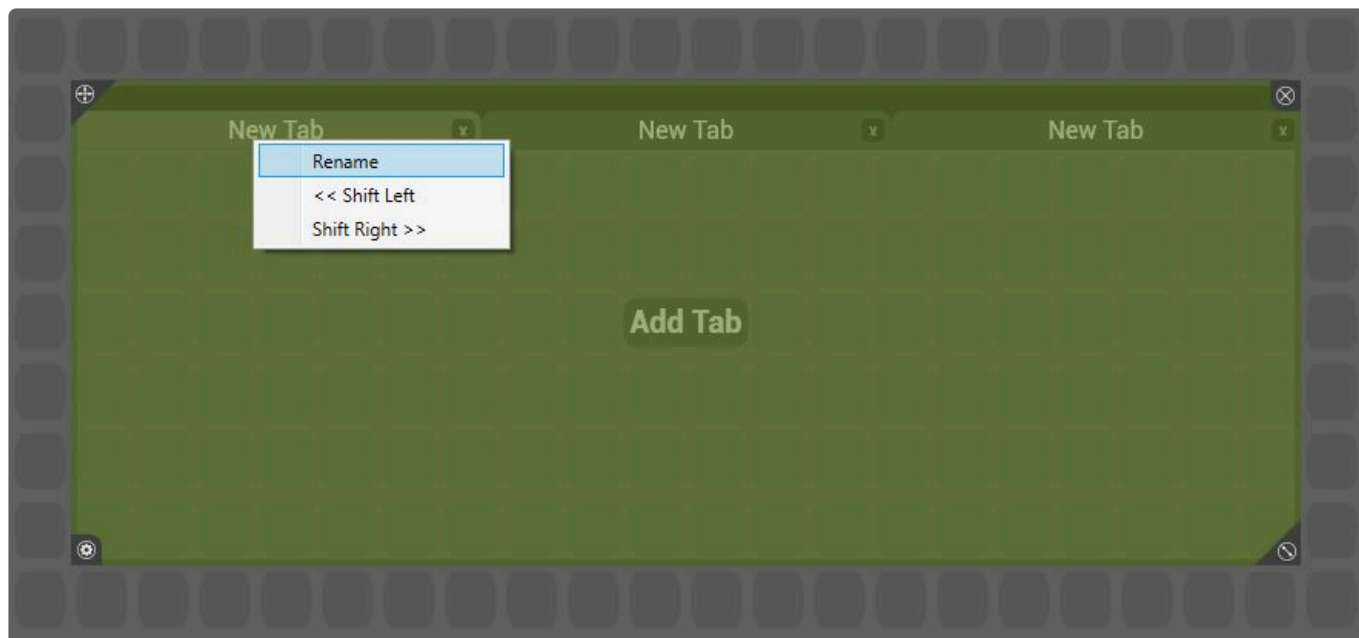 New Tab x New Tab x New Tab x
Rename
<< Shift Left
Shift Right >>
Add Tab